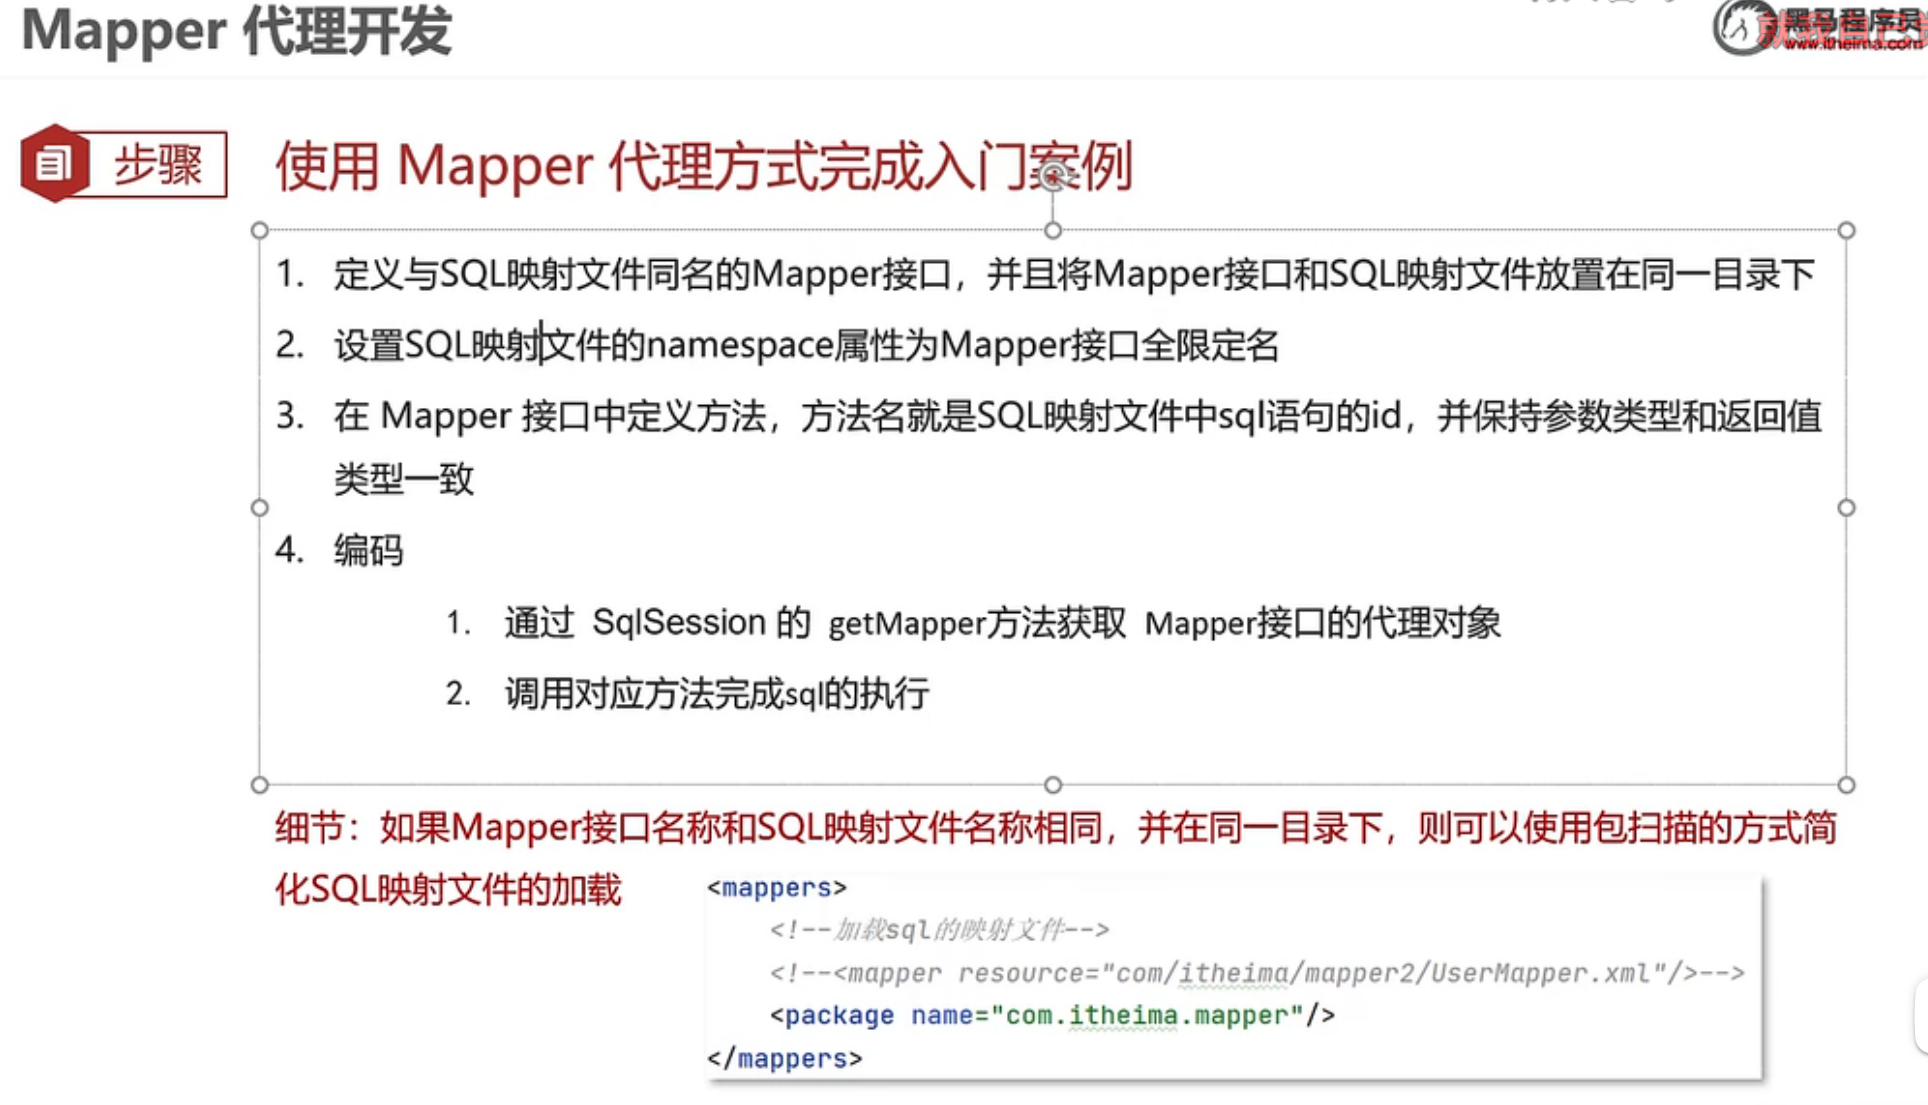 Mapper 代理开发
www.itheima.com
步骤
使用 Mapper 代理方式完成入门案例
1. 定义与SQL映射文件同名的Mapper接口，并且将Mapper接口和SQL映射文件放置在同一目录下
2. 设置SQL映射文件的namespace属性为Mapper接口全限定名
3. 在 Mapper 接口中定义方法，方法名就是SQL映射文件中sql语句的id，并保持参数类型和返回值
类型一致
4. 编码
1. 通过 SqlSession 的 getMapper方法获取 Mapper接口的代理对象
2. 调用对应方法完成sql的执行
细节：如果Mapper接口名称和SQL映射文件名称相同，并在同一目录下，则可以使用包扫描的方式简
化SQL映射文件的加载
<mappers>
<!--加载sql的映射文件-->
<!--<mapper resource="com/itheima/mapper2/UserMapper.xml"/>-->
<package name="com.itheima.mapper"/>
</mappers>